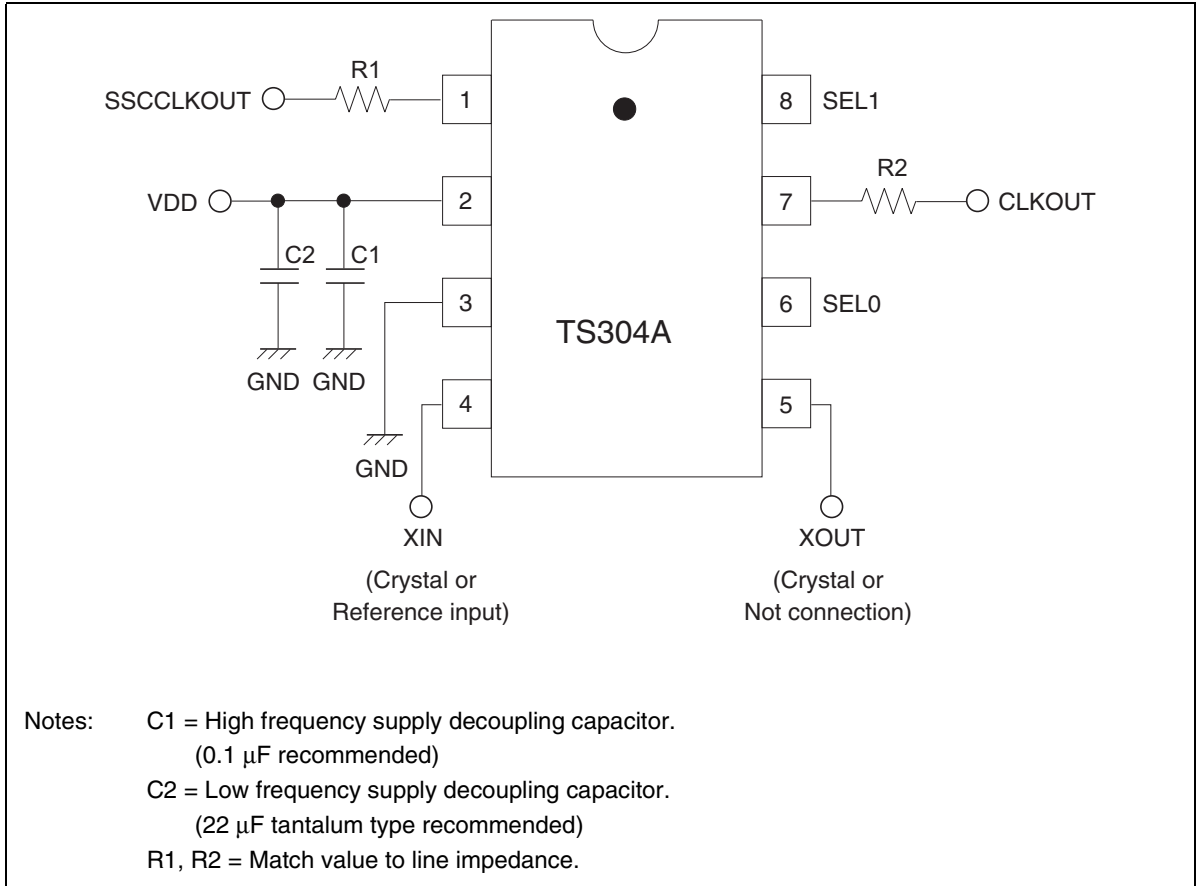 R1
SSCCLKOUT
1
8
SEL1
R2
VDD
2
7
CLKOUT
C2
C1
3
6
SEL0
TS304A
GND
GND
4
5
GND
XIN
XOUT
(Crystal or
Reference input)
(Crystal or
Not connection)
Notes: C1 = High frequency supply decoupling capacitor.
(0.1 μF recommended)
C2 = Low frequency supply decoupling capacitor.
(22 μF tantalum type recommended)
R1, R2 = Match value to line impedance.